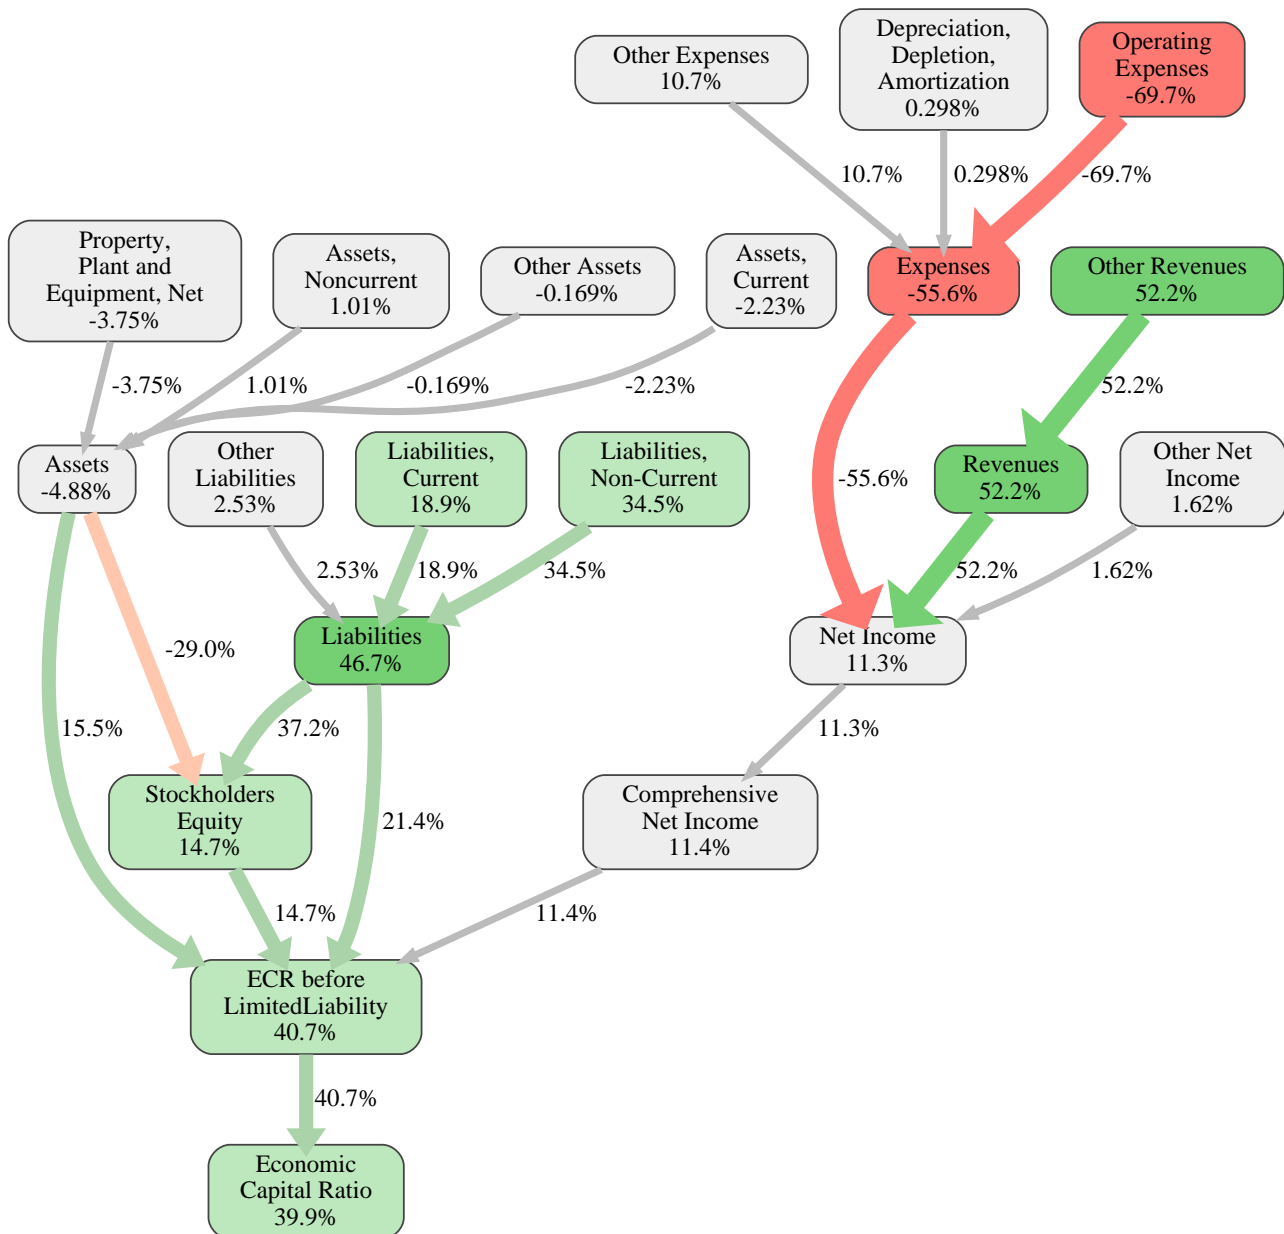 Other Expenses
10.7%
Depreciation,
Depletion,
Amortization
0.298%
Operating
Expenses
-69.7%
10.7%
0.298%
-69.7%
Property,
Plant and
Equipment, Net
-3.75%
Assets,
Noncurrent
1.01%
Other Assets
-0.169%
Assets,
Current
-2.23%
Expenses
-55.6%
Other Revenues
52.2%
-3.75%
1.01%
-0.169%
-2.23%
52.2%
Assets
-4.88%
Other
Liabilities
2.53%
Liabilities,
Current
18.9%
Liabilities,
Non-Current
34.5%
-55.6%
Revenues
52.2%
Other Net
Income
1.62%
2.53%
18.9%
34.5%
52.2%
1.62%
-29.0%
Liabilities
46.7%
Net Income
11.3%
15.5%
37.2%
11.3%
Stockholders
Equity
14.7%
21.4%
Comprehensive
Net Income
11.4%
14.7%
11.4%
ECR before
LimitedLiability
40.7%
40.7%
Economic
Capital Ratio
39.9%